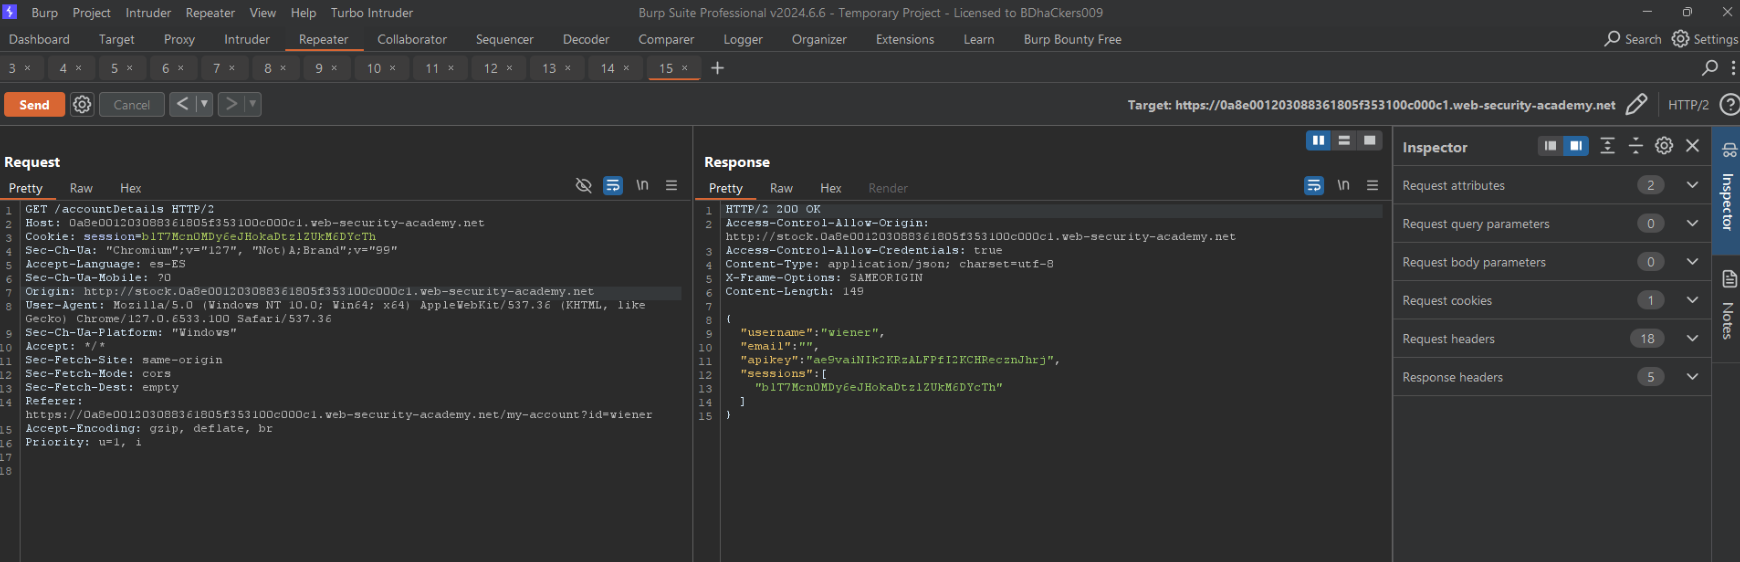 Burp Project Intruder Repeater View Help Turbo Intruder Burp Suite Professional v2024.6.6 - Temporary Project - Licensed to BDhaCkers009
Dashboard Target Proxy Intruder Repeater Collaborator Sequencer Decoder Comparer Logger Organizer Extensions Learn Burp Bounty Free Search Settings
3 × 4 × 5 × 6 × 7 × 8 × 9 × 10 × 11 × 12 × 13 × 14 × 15 × +
Send Cancel < > Target: https://0a8e001203088361805f353100c000c1.web-security-academy.net HTTP/2
Request
Pretty Raw Hex \n
1 GET /accountDetails HTTP/2
2 Host: 0a8e001203088361805f353100c000c1.web-security-academy.net
3 Cookie: session=blT7McnOMDy6eJHokaDtzlZUkM6DYcTh
4 Sec-Ch-Ua: "Chromium";v="127", "Not)A;Brand";v="99"
5 Accept-Language: es-ES
6 Sec-Ch-Ua-Mobile: ?0
7 Origin: http://stock.0a8e001203088361805f353100c000c1.web-security-academy.net
8 User-Agent: Mozilla/5.0 (Windows NT 10.0; Win64; x64) AppleWebKit/537.36 (KHTML, like
Gecko) Chrome/127.0.6533.100 Safari/537.36
9 Sec-Ch-Ua-Platform: "Windows"
10 Accept: */*
11 Sec-Fetch-Site: same-origin
12 Sec-Fetch-Mode: cors
13 Sec-Fetch-Dest: empty
14 Referer:
https://0a8e001203088361805f353100c000c1.web-security-academy.net/my-account?id=wiener
15 Accept-Encoding: gzip, deflate, br
16 Priority: u=1, i
17
18
Response
Pretty Raw Hex Render \n
1 HTTP/2 200 OK
2 Access-Control-Allow-Origin:
http://stock.0a8e001203088361805f353100c000c1.web-security-academy.net
3 Access-Control-Allow-Credentials: true
4 Content-Type: application/json; charset=utf-8
5 X-Frame-Options: SAMEORIGIN
6 Content-Length: 149
7
8 {
9 "username":"wiener",
10 "email":"",
11 "apikey":"ae9vaiNIk2KRzALFPfI2KCHRecznJhrj",
12 "sessions":[
13 "blT7McnOMDy6eJHokaDtzlZUkM6DYcTh"
14 ]
15 }
Inspector
Request attributes 2
Request query parameters 0
Request body parameters 0
Request cookies 1
Request headers 18
Response headers 5
Inspector
Notes